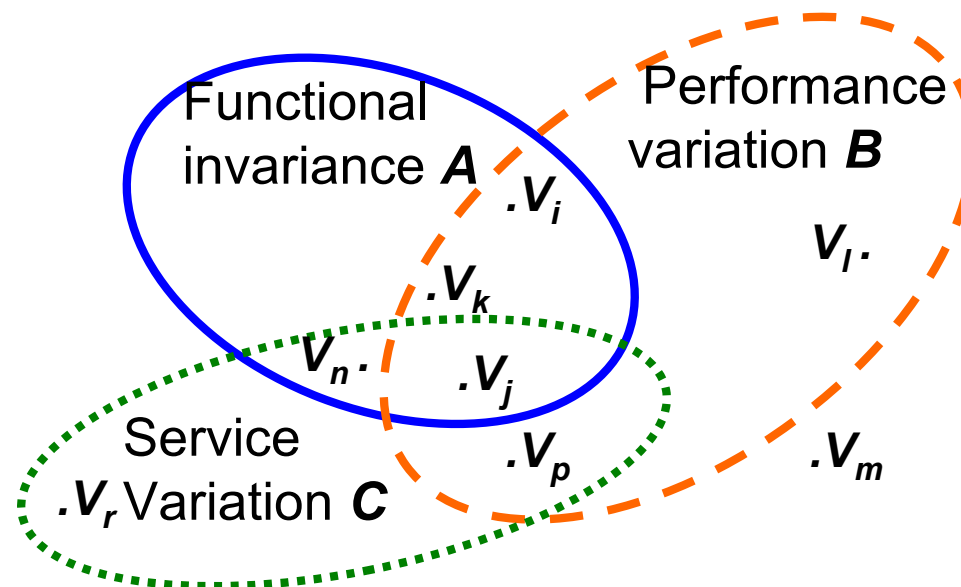 Functional
invariance A
Performance
variation B
.Vi
Vl.
.Vk
Vn.
.Vj
Service
.Vp
.Vm
.Vr Variation C